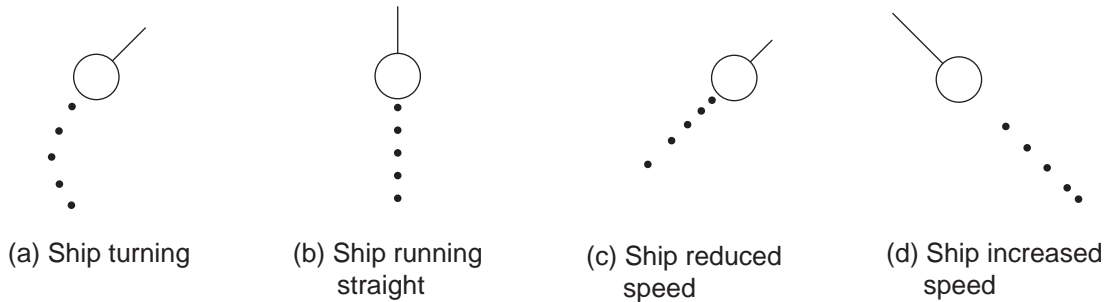 (a) Ship turning
(b) Ship running
straight
(c) Ship reduced
speed
(d) Ship increased
speed